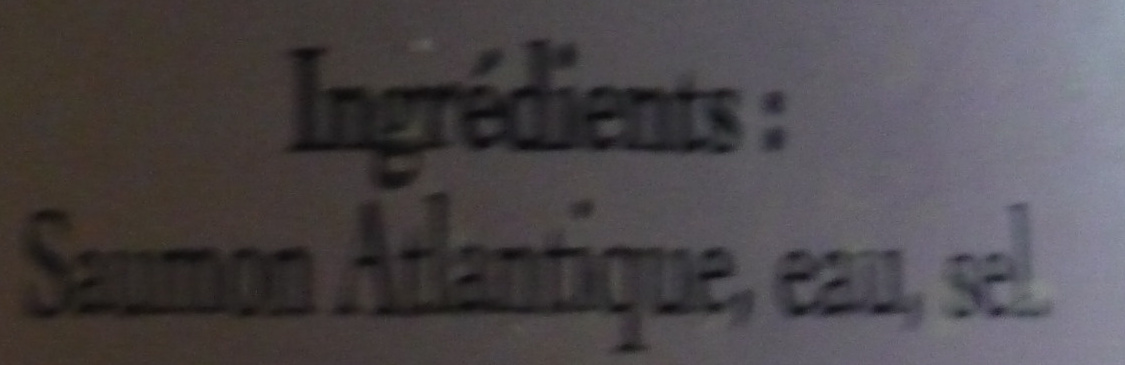 Ingrédients :
Saumon Atlantique, eau, sel.